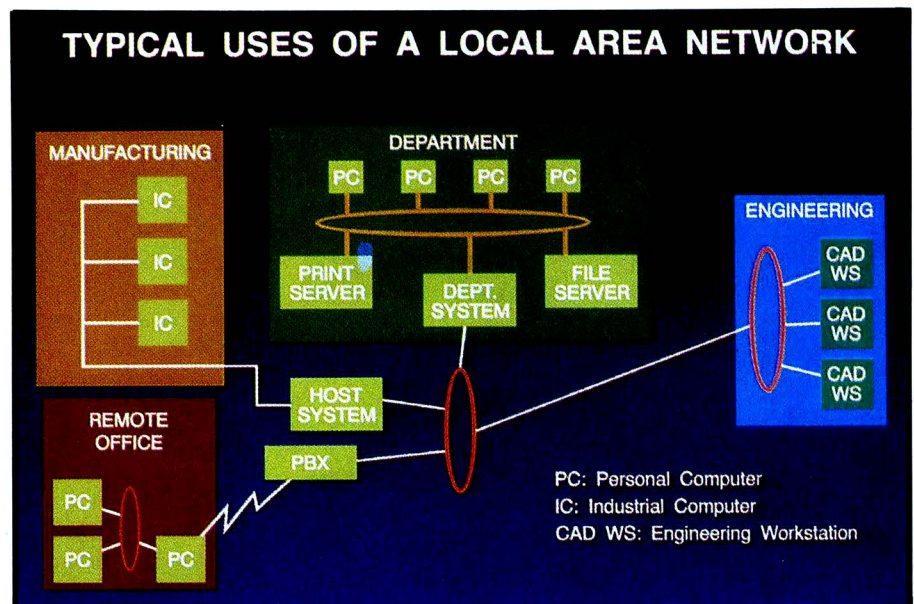 TYPICAL USES OF A LOCAL AREA NETWORK
MANUFACTURING
IC
IC
IC
DEPARTMENT
PC PC PC PC
PRINT
SERVER
DEPT.
SYSTEM
FILE
SERVER
ENGINEERING
CAD
WS
CAD
WS
CAD
WS
HOST
SYSTEM
PBX
REMOTE
OFFICE
PC
PC
PC
PC: Personal Computer
IC: Industrial Computer
CAD WS: Engineering Workstation